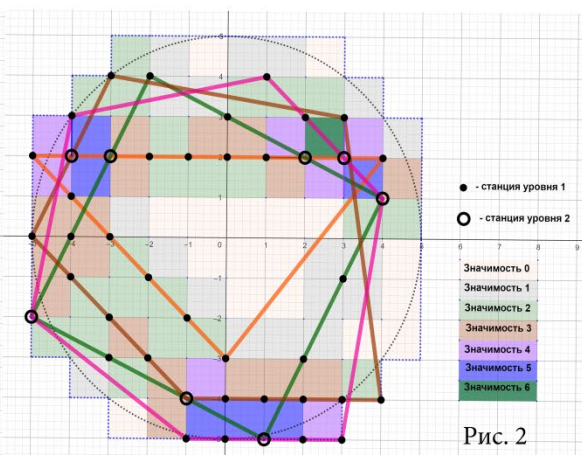 - станция уровня 1
- станция уровня 2
Значимость 0
Значимость 1
Значимость 2
Значимость 3
Значимость 4
Значимость 5
Значимость 6
Рис. 2